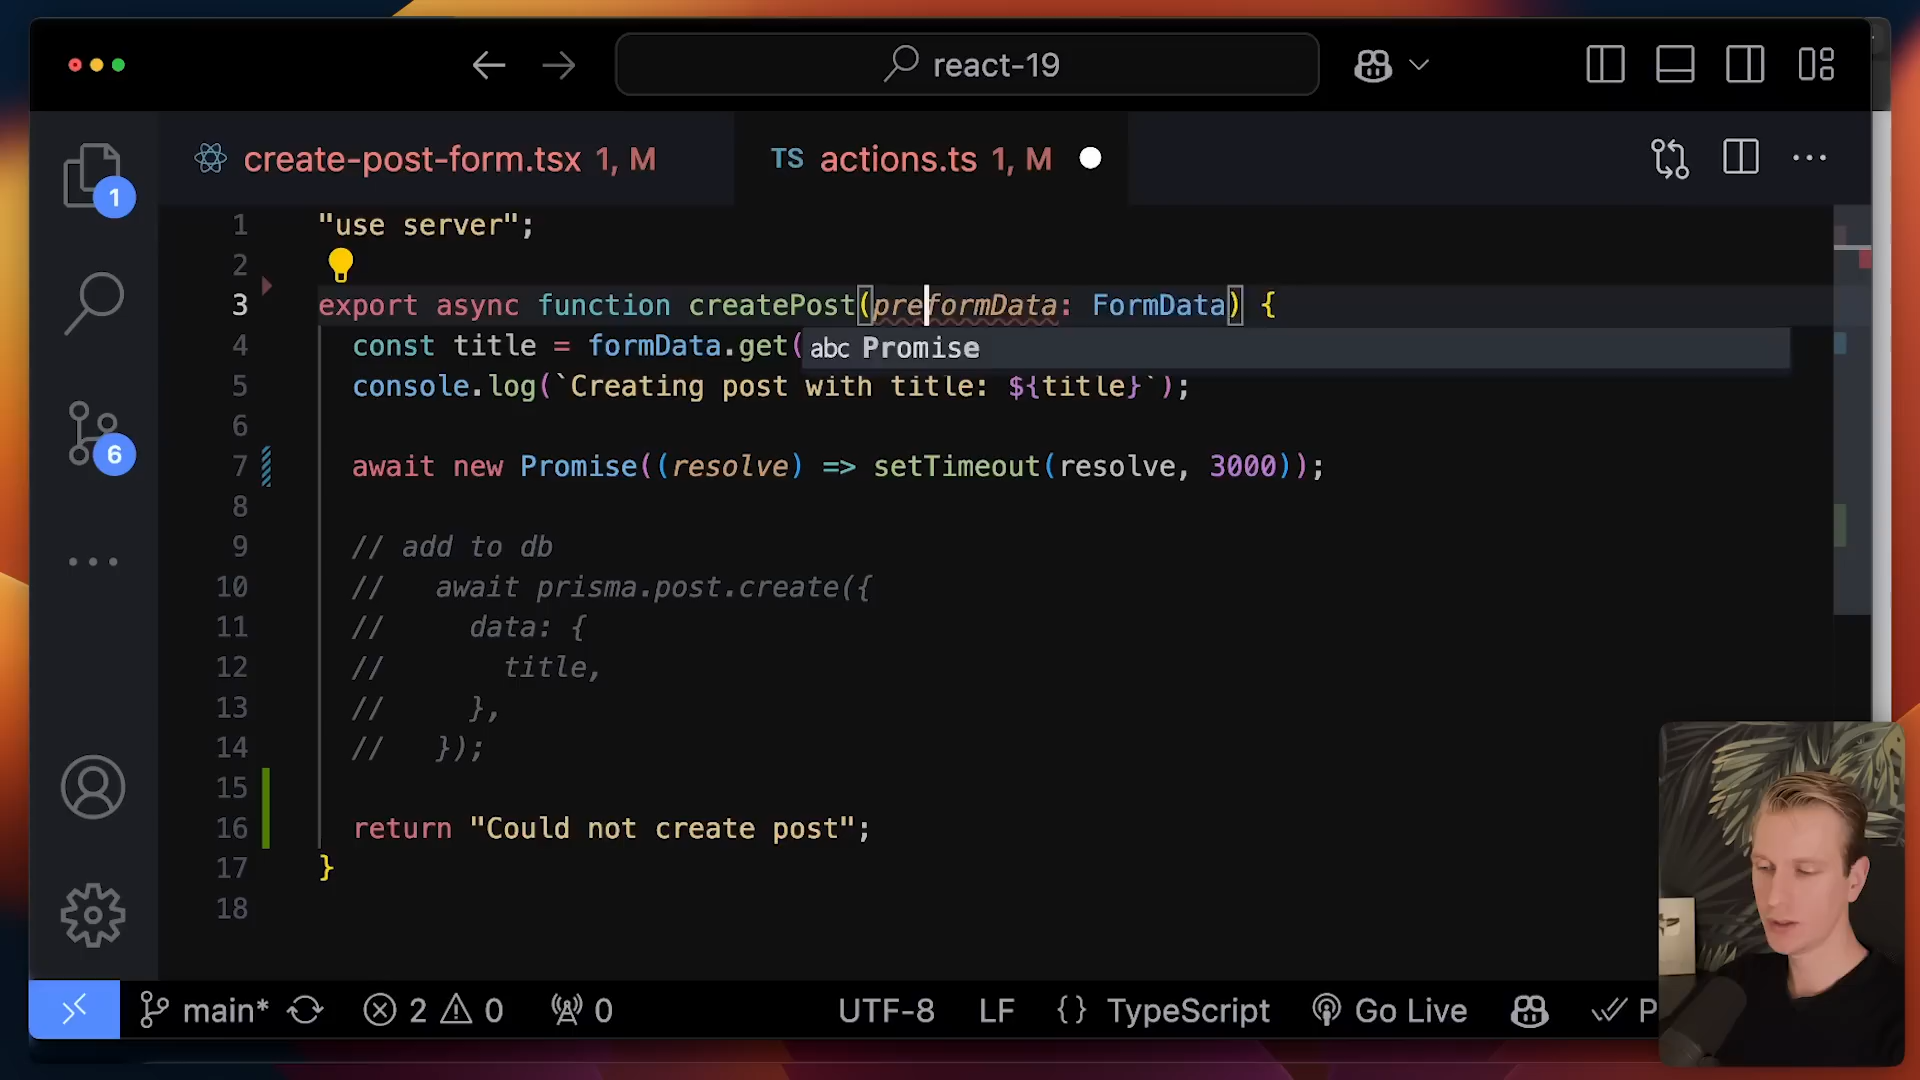 react-19
create-post-form.tsx 1, M
TS actions.ts 1, M
1
6
1 "use server";
2
3 export async function createPost(preformData: FormData) {
4 const title = formData.get(
abc Promise
5 console.log(`Creating post with title: ${title}`);
6
7 await new Promise((resolve) => setTimeout(resolve, 3000));
8
9 // add to db
10 // await prisma.post.create({
11 // data: {
12 // title,
13 // },
14 // });
15
16 return "Could not create post";
17 }
18
main* 2 0 0 UTF-8 LF {} TypeScript Go Live P